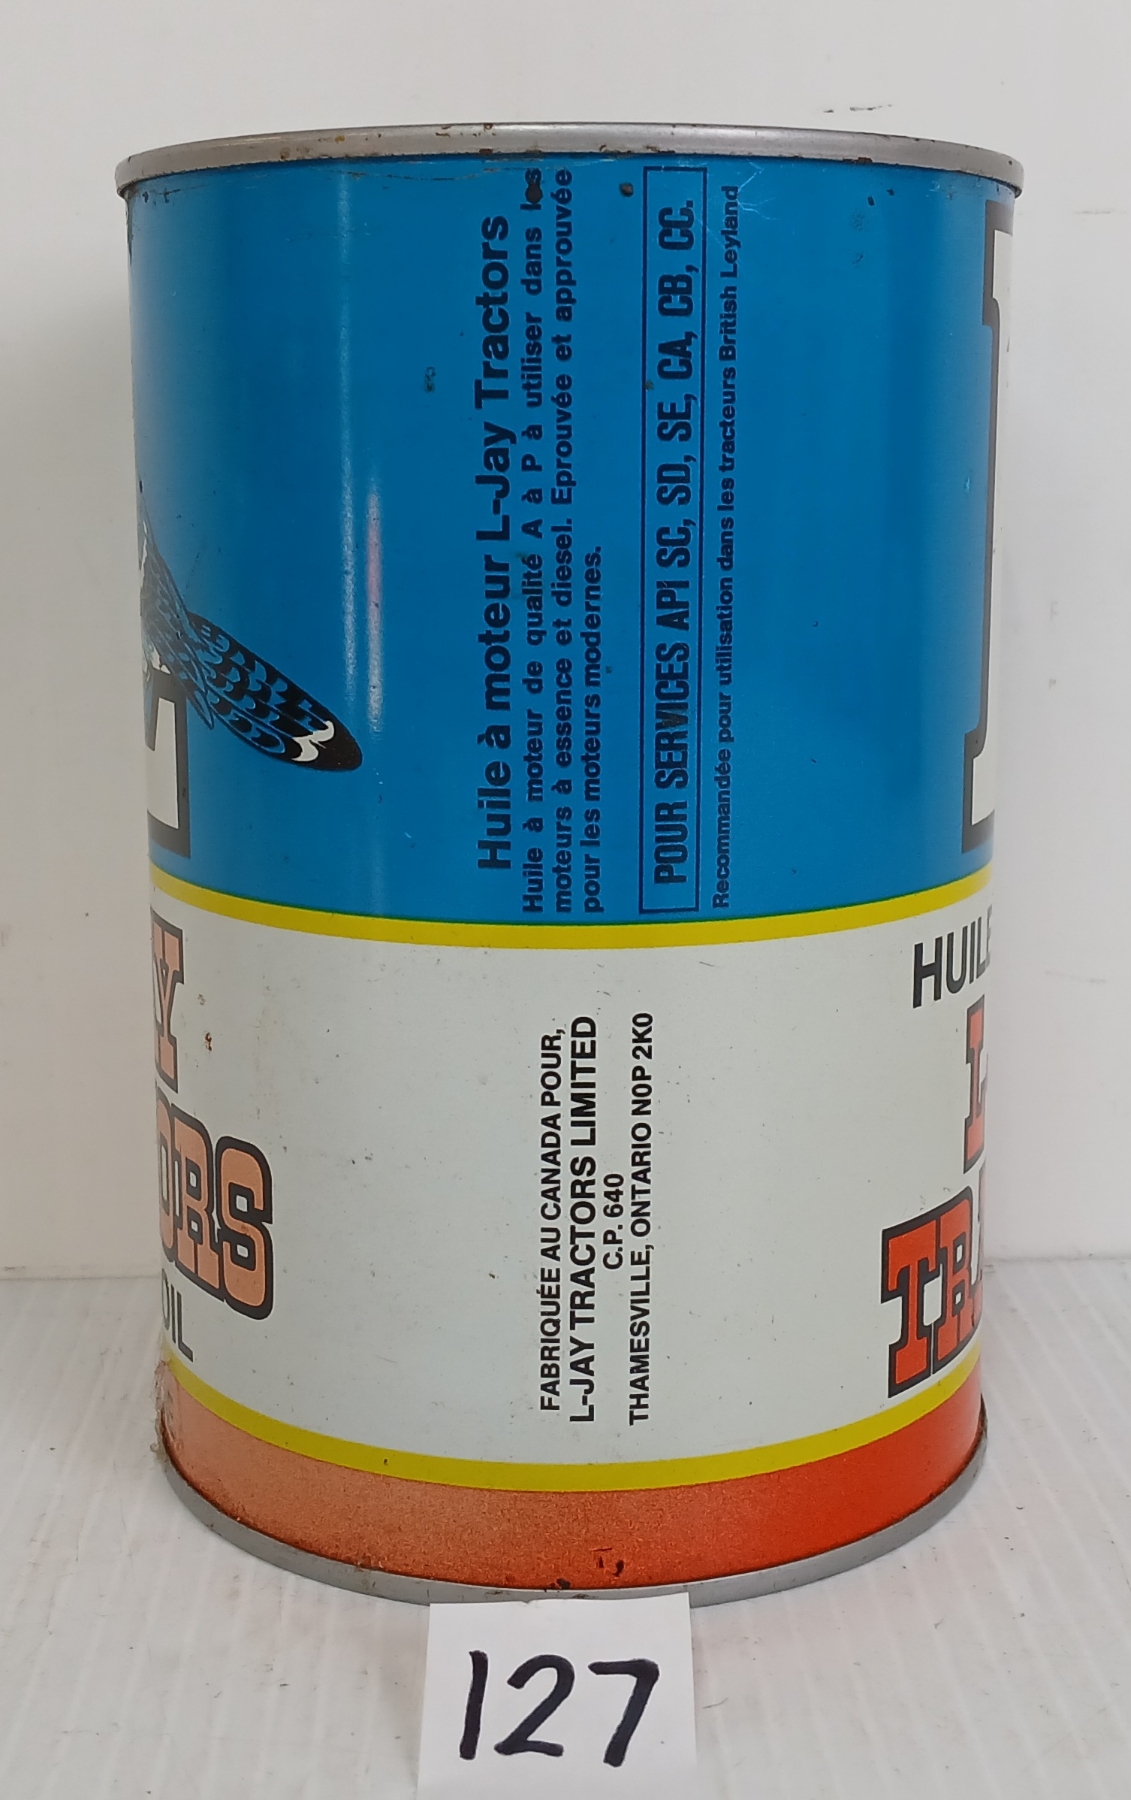 Huile à moteur L-Jay Tractors
Huile à moteur de qualité A à P à utiliser dans les
moteurs à essence et diesel. Eprouvée et approuvée
pour les moteurs modernes.
POUR SERVICES API SC, SD, SE, CA, CB, CC.
Recommandée pour utilisation dans les tracteurs British Leyland
FABRIQUÉE AU CANADA POUR,
L-JAY TRACTORS LIMITED
C.P. 640
THAMESVILLE, ONTARIO N0P 2K0
OIL
HUILE
127